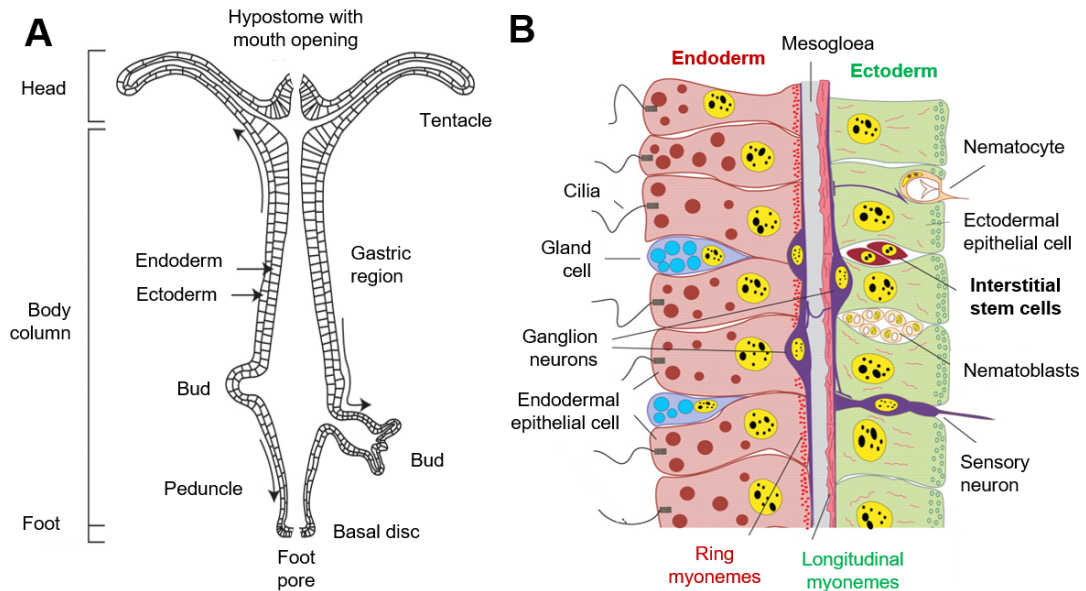 A
Hypostome with
mouth opening
Head
Tentacle
Endoderm
Ectoderm
Gastric
region
Body
column
Bud
Bud
Peduncle
Foot
Basal disc
Foot
pore
B
Mesogloea
Endoderm
Ectoderm
Nematocyte
Cilia
Ectodermal
epithelial cell
Gland
cell
Interstitial
stem cells
Ganglion
neurons
Nematoblasts
Endodermal
epithelial cell
Sensory
neuron
Ring
myonemes
Longitudinal
myonemes